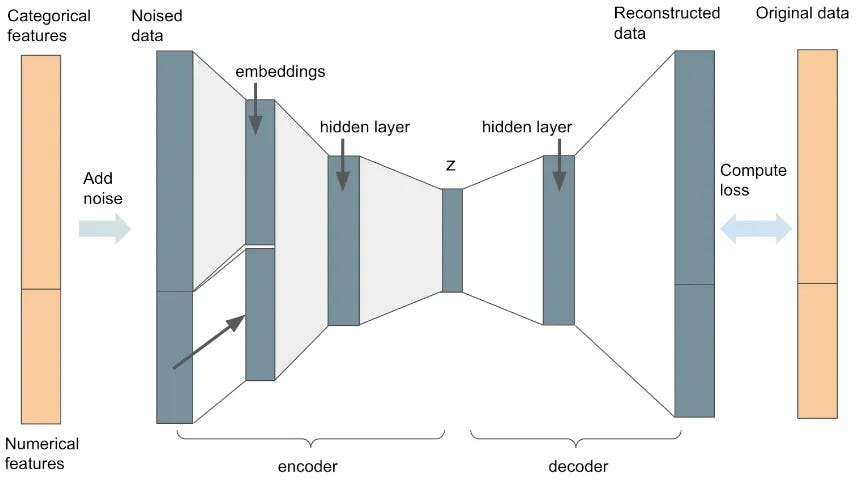 Categorical
features
Noised
data
Reconstructed
data
Original data
embeddings
hidden layer
hidden layer
z
Add
noise
Compute
loss
Numerical
features
encoder
decoder